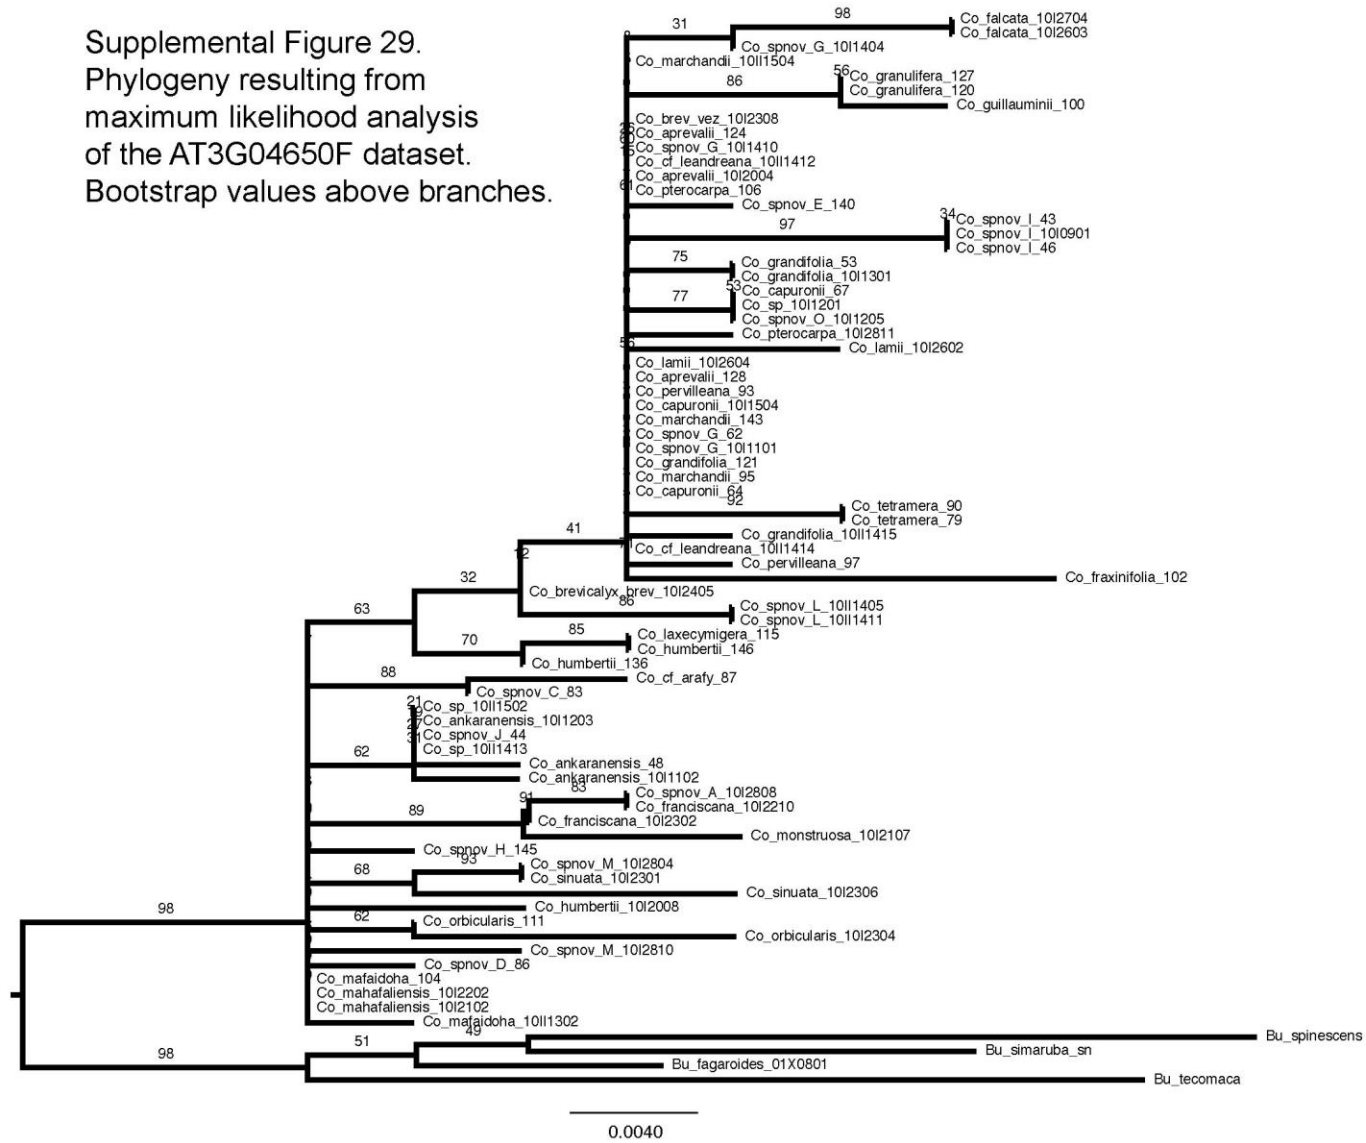 Supplemental Figure 29.
Phylogeny resulting from
maximum likelihood analysis
of the AT3G04650F dataset.
Bootstrap values above branches.
31
98
Co_falcata_10I2704
Co_falcata_10I2603
Co_spnov_G_10I1404
Co_marchandii_10II1504
86
56
Co_granulifera_127
Co_granulifera_120
Co_guillauminii_100
Co_brev_vez_10I2308
Co_aprevalii_124
Co_spnov_G_10I1410
Co_cf_leandreana_10II1412
Co_aprevalii_10I2004
61
Co_pterocarpa_106
Co_spnov_E_140
97
34
Co_spnov_I_43
Co_spnov_I_10I0901
Co_spnov_I_46
75
Co_grandifolia_53
Co_grandifolia_10I1301
77
53
Co_capuronii_67
Co_sp_10I1201
Co_spnov_O_10I1205
Co_pterocarpa_10I2811
56
Co_lamii_10I2602
Co_lamii_10I2604
Co_aprevalii_128
Co_pervilleana_93
Co_capuronii_10I1504
Co_marchandii_143
Co_spnov_G_62
Co_spnov_G_10I1101
Co_grandifolia_121
Co_marchandii_95
Co_capuronii_64
92
Co_tetramera_90
Co_tetramera_79
41
Co_grandifolia_10II1415
12
Co_cf_leandreana_10II1414
Co_pervilleana_97
Co_fraxinifolia_102
32
Co_brevicalyx_brev_10I2405
86
Co_spnov_L_10II1405
Co_spnov_L_10II1411
63
70
85
Co_laxecymigera_115
Co_humbertii_146
Co_humbertii_136
88
Co_cf_arafy_87
Co_spnov_C_83
21
Co_sp_10II1502
Co_ankaranensis_10I1203
Co_spnov_J_44
31
Co_sp_10II1413
62
Co_ankaranensis_48
Co_ankaranensis_10I1102
89
91
83
Co_spnov_A_10I2808
Co_franciscana_10I2210
Co_franciscana_10I2302
Co_monstruosa_10I2107
Co_spnov_H_145
68
93
Co_spnov_M_10I2804
Co_sinuata_10I2301
Co_sinuata_10I2306
98
Co_humbertii_10I2008
62
Co_orbicularis_111
Co_orbicularis_10I2304
Co_spnov_M_10I2810
Co_spnov_D_86
Co_mafaidoha_104
Co_mahafaliensis_10I2202
Co_mahafaliensis_10I2102
Co_mafaidoha_10II1302
98
51
49
Bu_spinescens
Bu_simaruba_sn
Bu_fagaroides_01X0801
Bu_tecomaca
0.0040